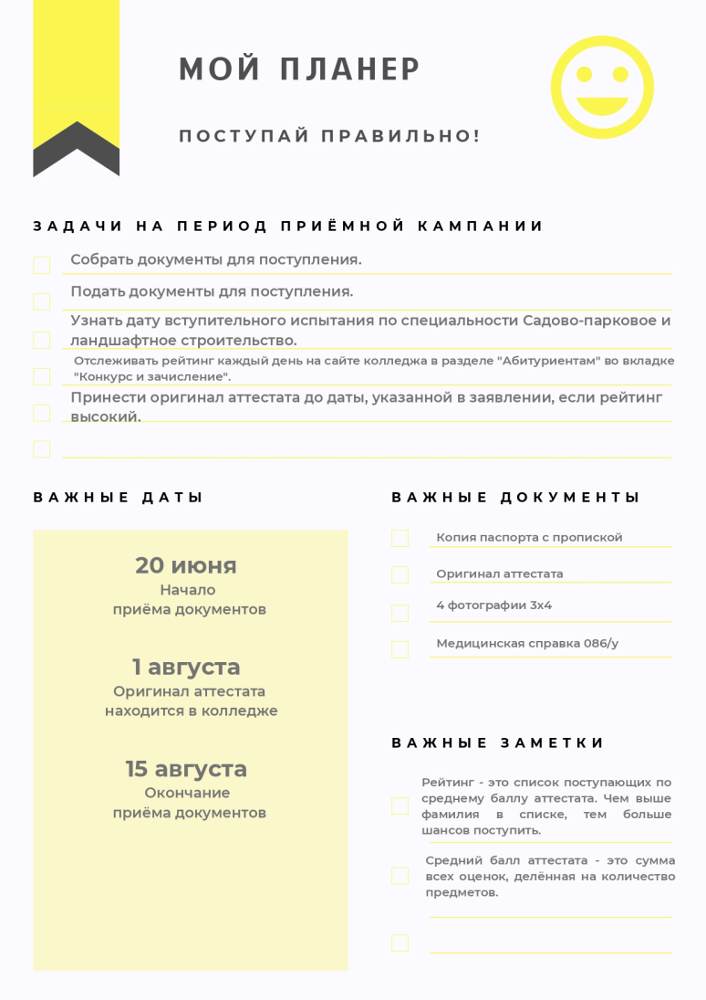 МОЙ ПЛАНЕР
ПОСТУПАЙ ПРАВИЛЬНО!
ЗАДАЧИ НА ПЕРИОД ПРИЁМНОЙ КАМПАНИИ
Собрать документы для поступления.
Подать документы для поступления.
Узнать дату вступительного испытания по специальности Садово-парковое и
ландшафтное строительство.
Отслеживать рейтинг каждый день на сайте колледжа в разделе "Абитуриентам" во вкладке
"Конкурс и зачисление".
Принести оригинал аттестата до даты, указанной в заявлении, если рейтинг
высокий.
ВАЖНЫЕ ДАТЫ
20 июня
Начало
приёма документов
1 августа
Оригинал аттестата
находится в колледже
15 августа
Окончание
приёма документов
ВАЖНЫЕ ДОКУМЕНТЫ
Копия паспорта с пропиской
Оригинал аттестата
4 фотографии 3х4
Медицинская справка 086/у
ВАЖНЫЕ ЗАМЕТКИ
Рейтинг - это список поступающих по
среднему баллу аттестата. Чем выше
фамилия в списке, тем больше
шансов поступить.
Средний балл аттестата - это сумма
всех оценок, делённая на количество
предметов.